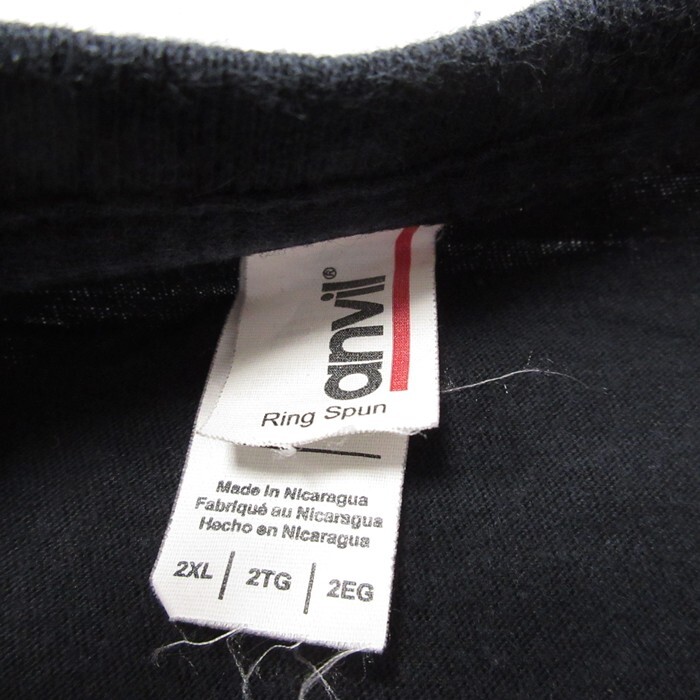 anvil®
Ring Spun
Made in Nicaragua
Fabriqué au Nicaragua
Hecho en Nicaragua
2XL | 2TG | 2EG